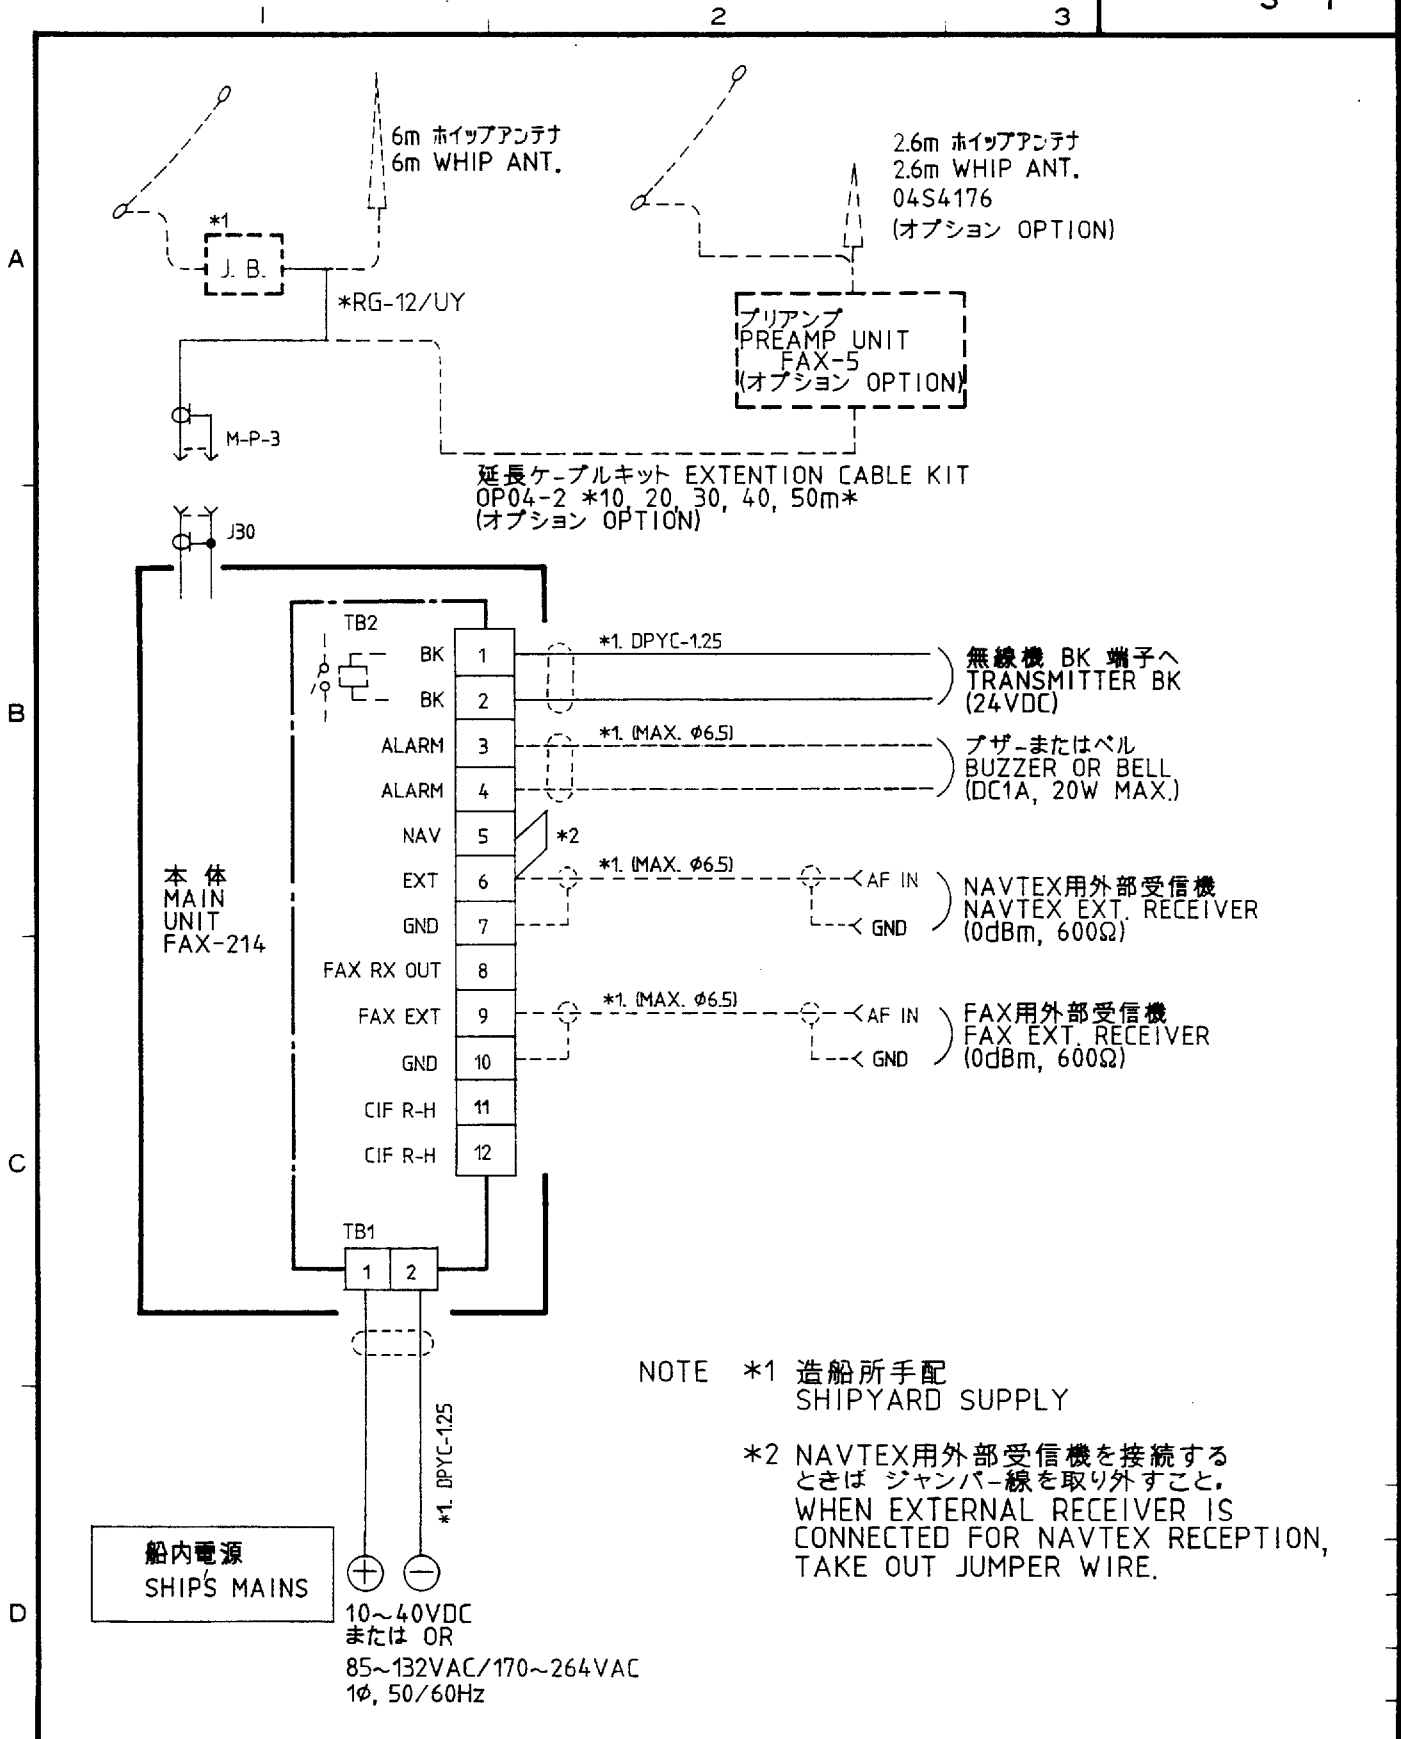 1
2
3
6m ホイップアンテナ
6m WHIP ANT.
2.6m ホイップアンテナ
2.6m WHIP ANT.
04S4176
(オプション OPTION)
A
*1
J. B.
*RG-12/UY
プリアンプ
PREAMP UNIT
FAX-5
(オプション OPTION)
M-P-3
延長ケーブルキット EXTENTION CABLE KIT
OP04-2 *10, 20, 30, 40, 50m*
(オプション OPTION)
J30
TB2
BK 1
*1. DPYC-1.25
無線機 BK 端子へ
TRANSMITTER BK
(24VDC)
BK 2
B
ALARM 3
*1. (MAX. φ6.5)
ブザーまたはベル
BUZZER OR BELL
(DC1A, 20W MAX.)
ALARM 4
NAV 5
*2
本 体
MAIN
UNIT
FAX-214
EXT 6
*1. (MAX. φ6.5)
AF IN
GND
NAVTEX用外部受信機
NAVTEX EXT. RECEIVER
(0dBm, 600Ω)
GND 7
FAX RX OUT 8
FAX EXT 9
*1. (MAX. φ6.5)
AF IN
GND
FAX用外部受信機
FAX EXT. RECEIVER
(0dBm, 600Ω)
GND 10
CIF R-H 11
CIF R-H 12
C
TB1
1 2
*1. DPYC-1.25
NOTE *1 造船所手配
SHIPYARD SUPPLY
*2 NAVTEX用外部受信機を接続する
ときは ジャンパー線を取り外すこと.
WHEN EXTERNAL RECEIVER IS
CONNECTED FOR NAVTEX RECEPTION,
TAKE OUT JUMPER WIRE.
船内電源
SHIP'S MAINS
+ −
D
10~40VDC
または OR
85~132VAC/170~264VAC
1φ, 50/60Hz